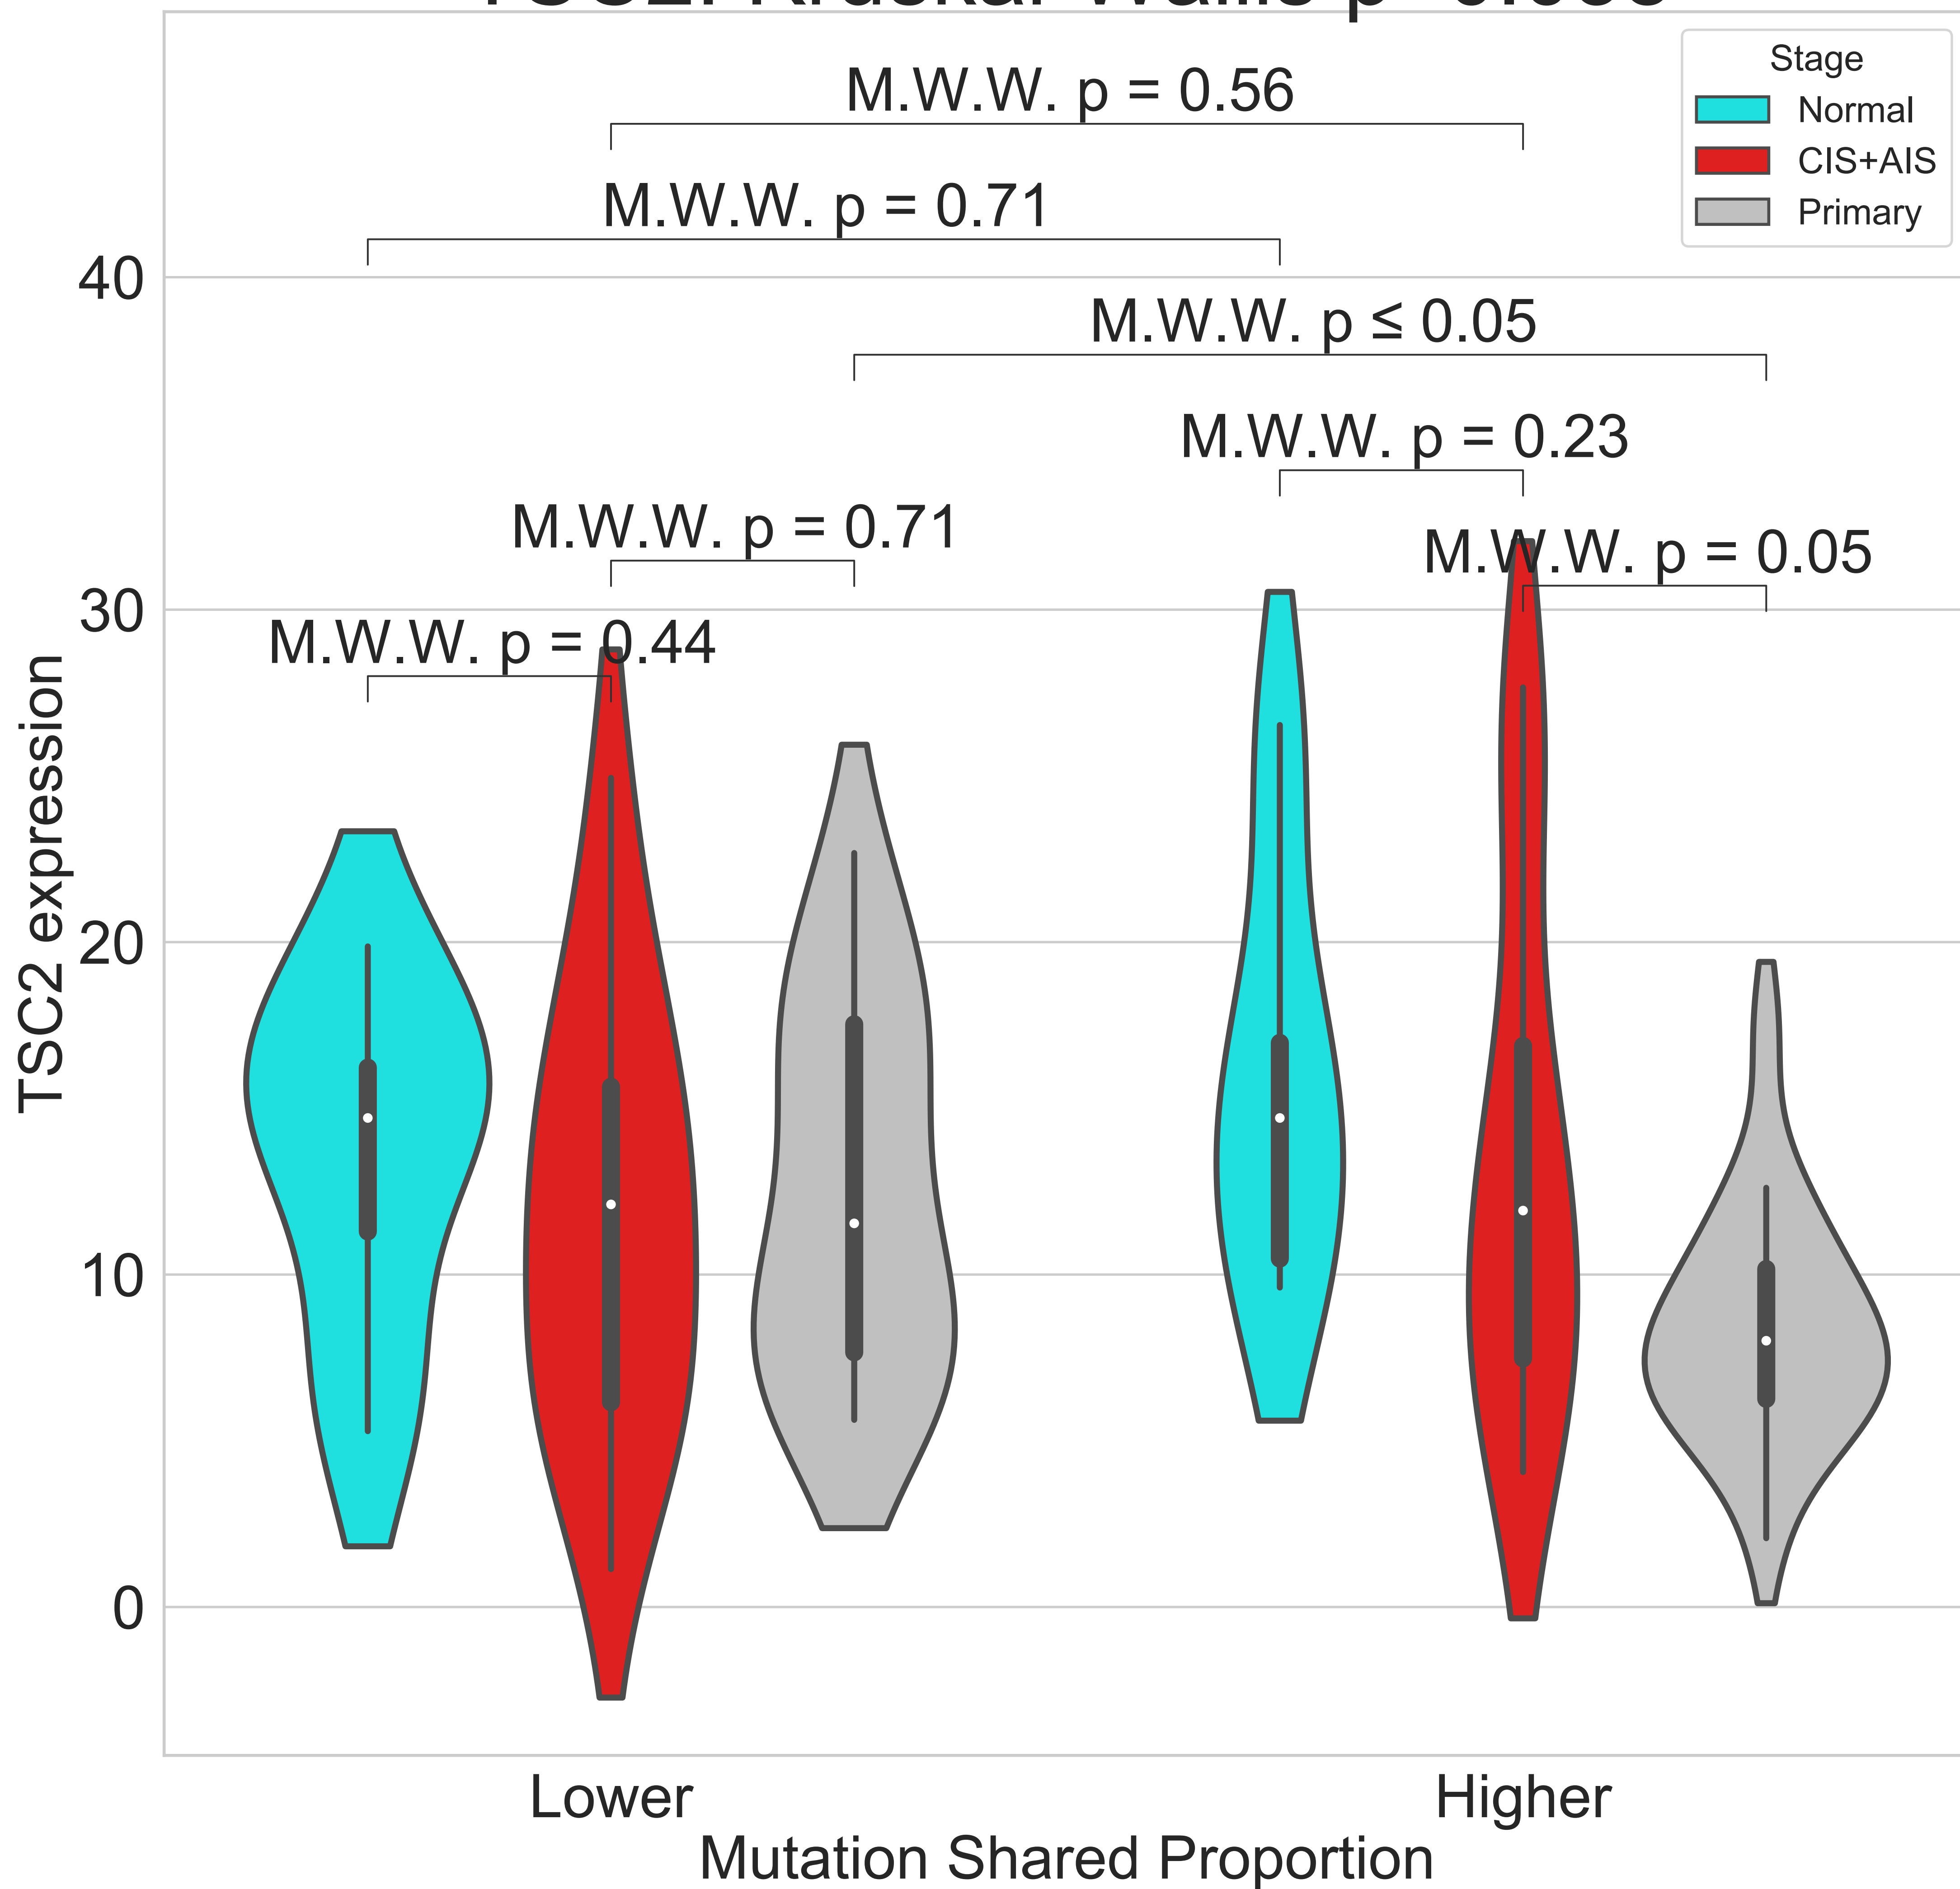 Stage
Normal
CIS+AIS
Primary
M.W.W. p = 0.56
M.W.W. p = 0.71
M.W.W. p ≤ 0.05
M.W.W. p = 0.23
M.W.W. p = 0.71
M.W.W. p = 0.05
M.W.W. p = 0.44
TSC2 expression
40
30
20
10
0
Lower
Higher
Mutation Shared Proportion